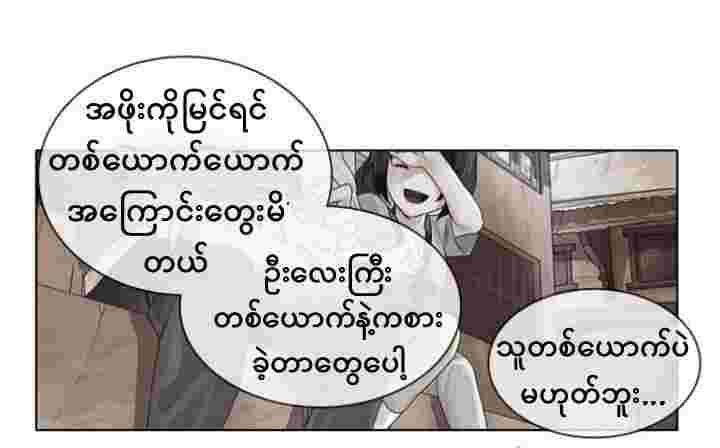 အဖိုးကိုမြင်ရင်
တစ်ယောက်ယောက်
အကြောင်းတွေးမိ
တယ်
ဦးလေးကြီး
တစ်ယောက်နဲ့ကစား
ခဲ့တာတွေပေါ့
သူတစ်ယောက်ပဲ
မဟုတ်ဘူး...